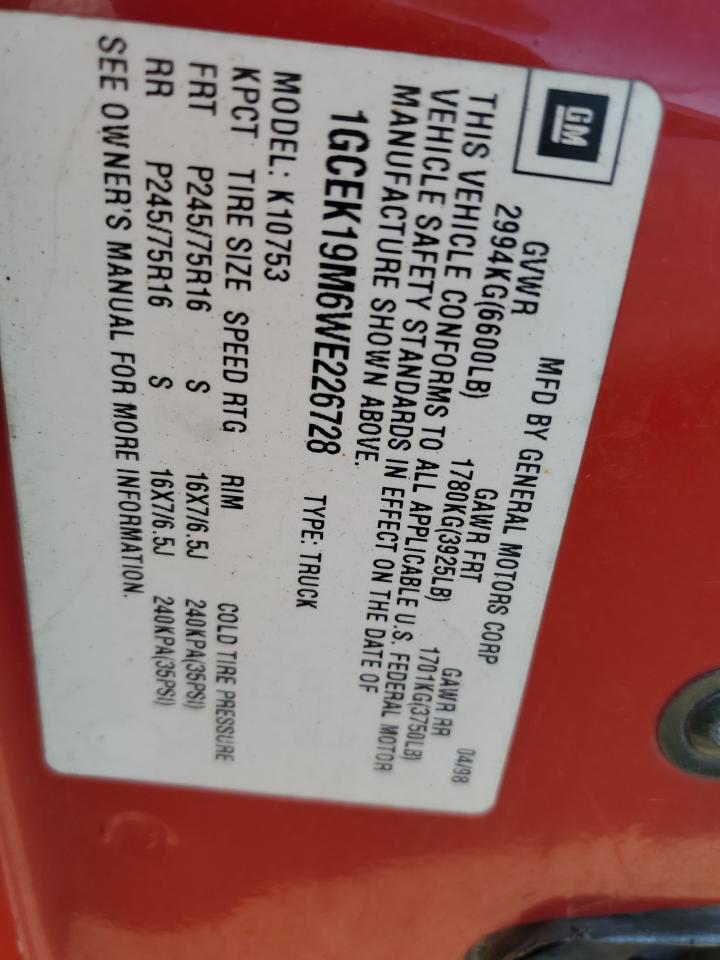 GM
MFD BY GENERAL MOTORS CORP 04/98
GVWR GAWR FRT GAWR RR
2994KG(6600LB) 1780KG(3925LB) 1701KG(3750LB)
THIS VEHICLE CONFORMS TO ALL APPLICABLE U.S. FEDERAL MOTOR
VEHICLE SAFETY STANDARDS IN EFFECT ON THE DATE OF
MANUFACTURE SHOWN ABOVE.
1GCEK19M6WE226728 TYPE: TRUCK
MODEL: K10753
KPCT TIRE SIZE SPEED RTG RIM COLD TIRE PRESSURE
FRT P245/75R16 S 16X7/6.5J 240KPA(35PSI)
RR P245/75R16 S 16X7/6.5J 240KPA(35PSI)
SEE OWNER'S MANUAL FOR MORE INFORMATION.